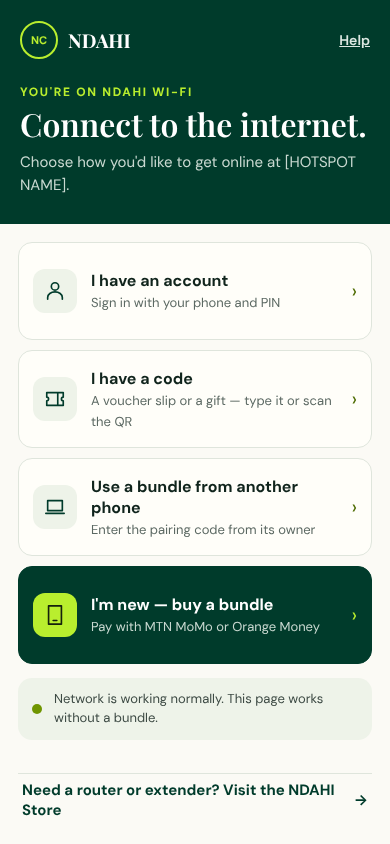 NC
NDAHI
Help
YOU'RE ON NDAHI WI-FI
Connect to the internet.
Choose how you'd like to get online at [HOTSPOT
NAME].
I have an account
Sign in with your phone and PIN
›
I have a code
A voucher slip or a gift — type it or scan
the QR
›
Use a bundle from another
phone
Enter the pairing code from its owner
›
I'm new — buy a bundle
Pay with MTN MoMo or Orange Money
›
Network is working normally. This page works
without a bundle.
Need a router or extender? Visit the NDAHI
Store
→